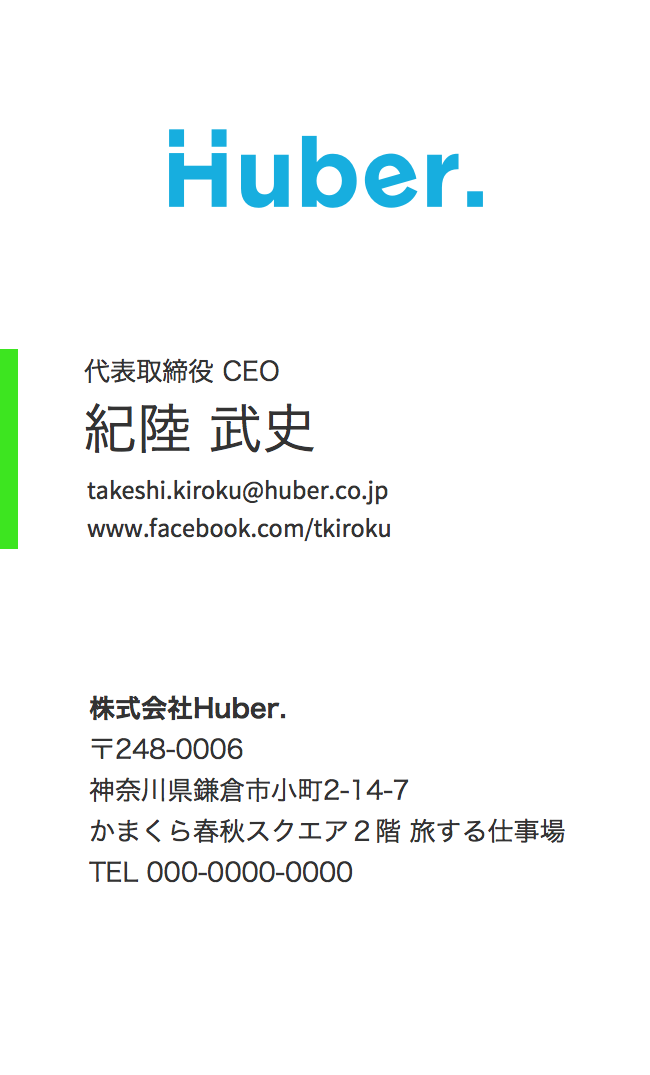 Huber.
代表取締役 CEO
紀陸 武史
takeshi.kiroku@huber.co.jp
www.facebook.com/tkiroku
株式会社Huber.
〒248-0006
神奈川県鎌倉市小町2-14-7
かまくら春秋スクエア２階 旅する仕事場
TEL 000-0000-0000